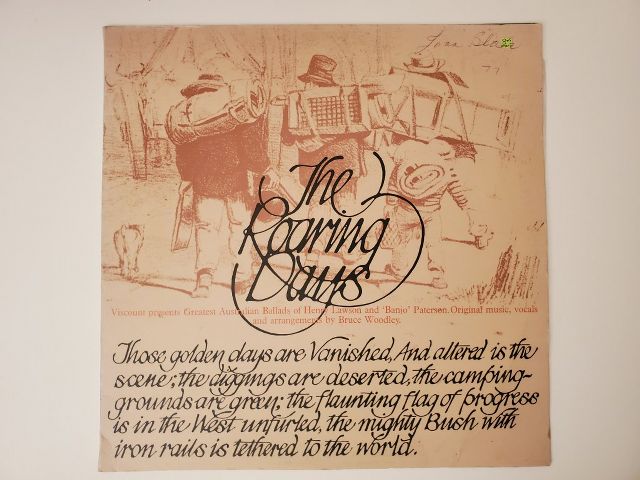 The
Roaring
Days
Viscount presents Greatest Australian Ballads of Henry Lawson and 'Banjo' Paterson. Original music, vocals
and arrangements by Bruce Woodley.
Those golden days are Vanished, And altered is the
scene; the diggings are deserted, the camping-
grounds are green; the flaunting flag of progress
is in the West unfurled, the mighty Bush with
iron rails is tethered to the world.